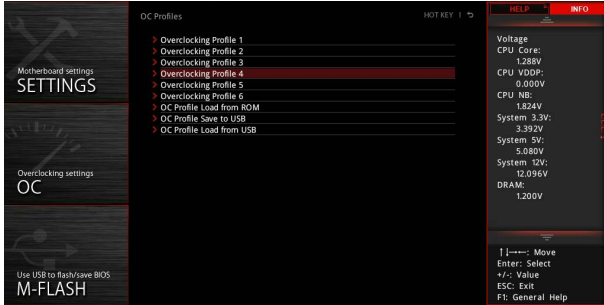 OC Profiles
HOT KEY | ↶
HELP
INFO
Motherboard settings
SETTINGS
Overclocking settings
OC
Use USB to flash/save BIOS
M-FLASH
Overclocking Profile 1
Overclocking Profile 2
Overclocking Profile 3
Overclocking Profile 4
Overclocking Profile 5
Overclocking Profile 6
OC Profile Load from ROM
OC Profile Save to USB
OC Profile Load from USB
Voltage
CPU Core:
1.288V
CPU VDDP:
0.000V
CPU NB:
1.824V
System 3.3V:
3.392V
System 5V:
5.080V
System 12V:
12.096V
DRAM:
1.200V
↑↓→←: Move
Enter: Select
+/-: Value
ESC: Exit
F1: General Help